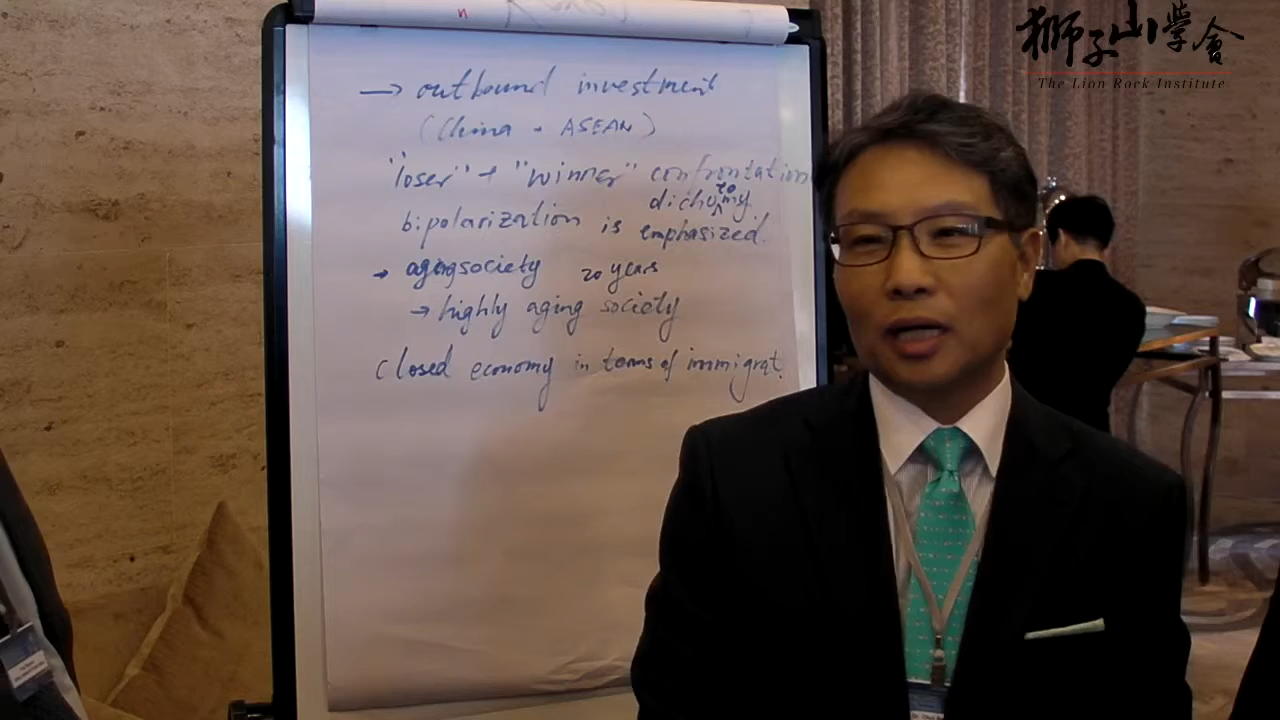 獅子山學會
The Lion Rock Institute
→ outbound investment
(China + ASEAN)
"loser" + "winner" confrontation
dichotomy
bipolarization is emphasized.
→ aging society 20 years
→ highly aging society
closed economy in terms of immigrat.